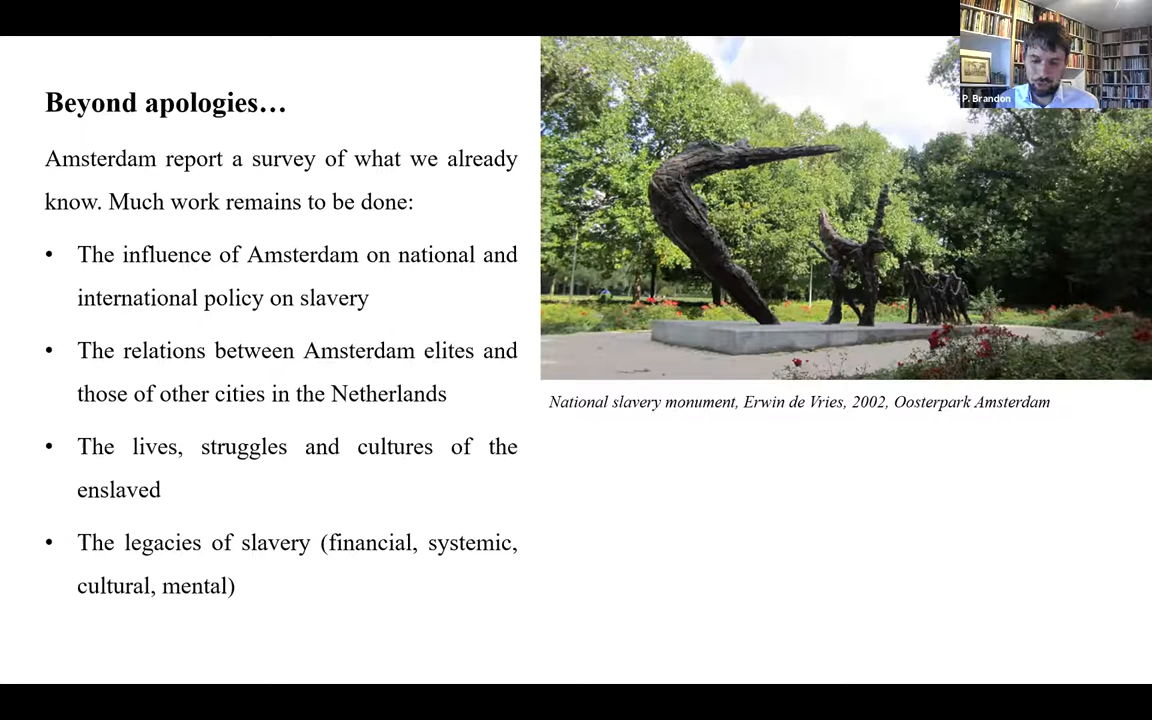 Beyond apologies…
Amsterdam report a survey of what we already
know. Much work remains to be done:
• The influence of Amsterdam on national and
international policy on slavery
• The relations between Amsterdam elites and
those of other cities in the Netherlands
• The lives, struggles and cultures of the
enslaved
• The legacies of slavery (financial, systemic,
cultural, mental)
P. Brandon
National slavery monument, Erwin de Vries, 2002, Oosterpark Amsterdam